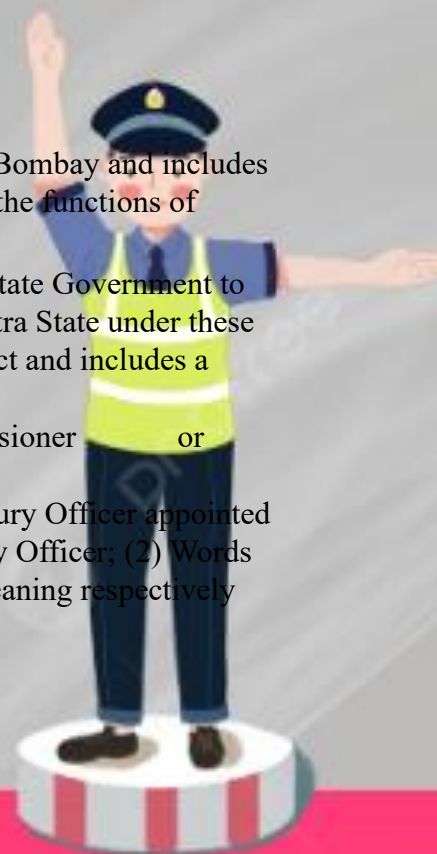 Bombay and includes
the functions of
tate Government to
tra State under these
ct and includes a
sioner or
ury Officer appointed
y Officer; (2) Words
eaning respectively